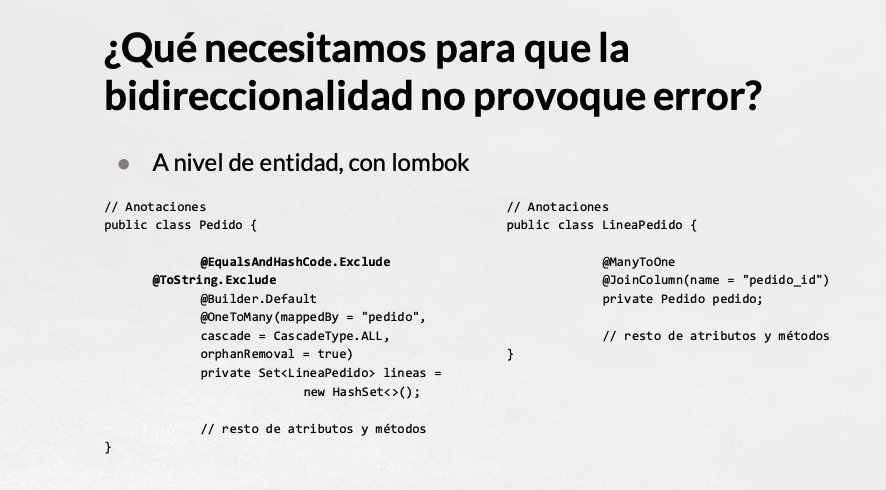 ¿Qué necesitamos para que la
bidireccionalidad no provoque error?
● A nivel de entidad, con lombok
// Anotaciones
public class Pedido {
@EqualsAndHashCode.Exclude
@ToString.Exclude
@Builder.Default
@OneToMany(mappedBy = "pedido",
cascade = CascadeType.ALL,
orphanRemoval = true)
private Set<LineaPedido> lineas =
new HashSet<>();
// resto de atributos y métodos
}
// Anotaciones
public class LineaPedido {
@ManyToOne
@JoinColumn(name = "pedido_id")
private Pedido pedido;
// resto de atributos y métodos
}